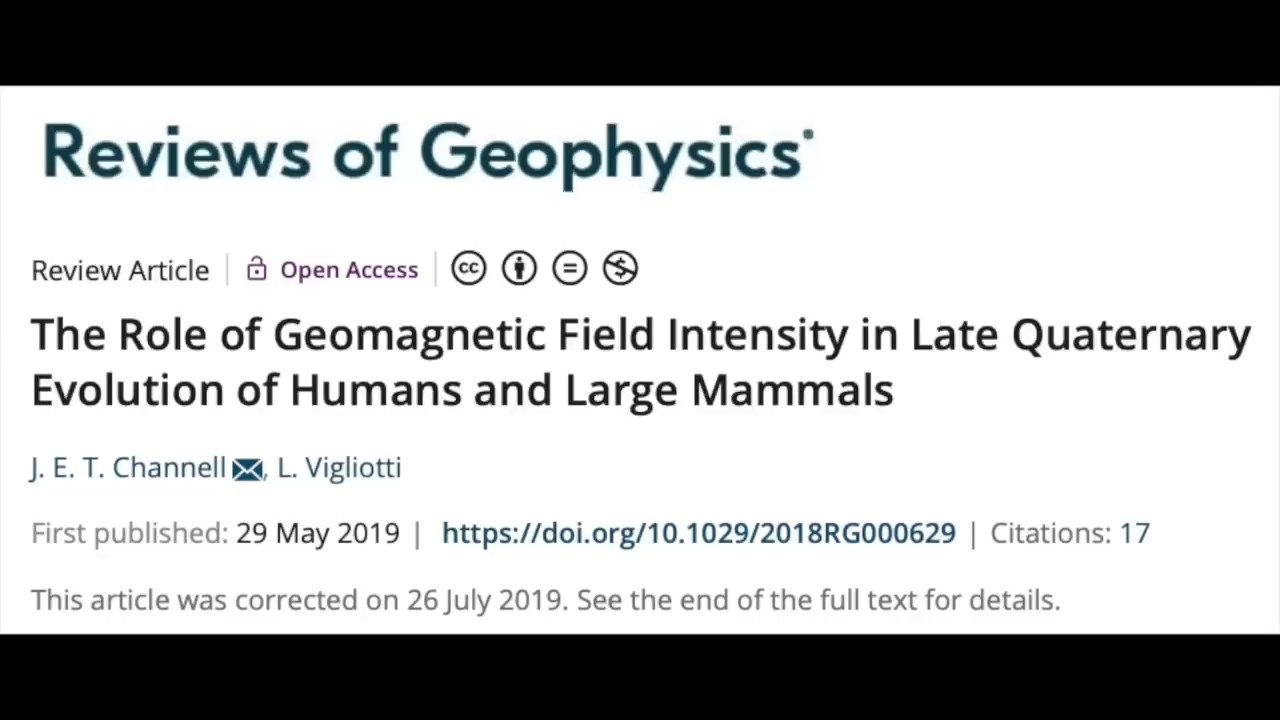 Reviews of Geophysics®
Review Article | Open Access | cc
The Role of Geomagnetic Field Intensity in Late Quaternary
Evolution of Humans and Large Mammals
J. E. T. Channell, L. Vigliotti
First published: 29 May 2019 | https://doi.org/10.1029/2018RG000629 | Citations: 17
This article was corrected on 26 July 2019. See the end of the full text for details.